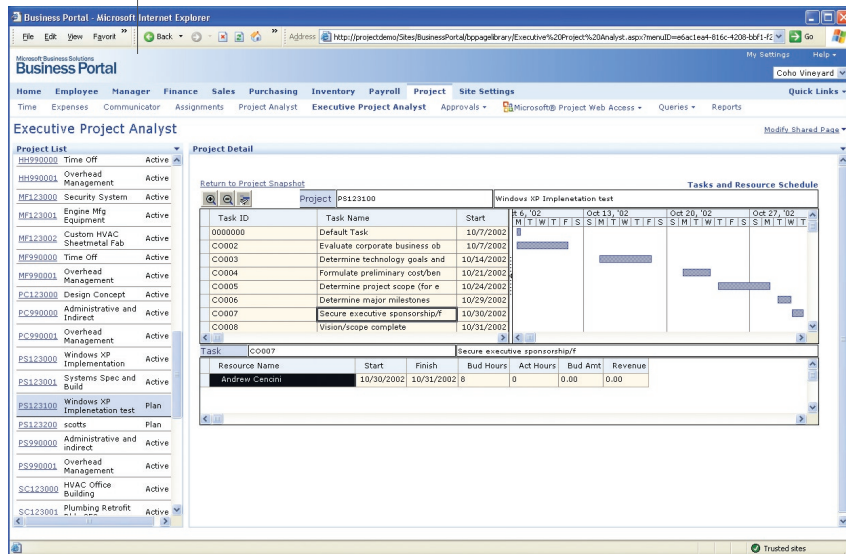 Business Portal - Microsoft Internet Explorer
File Edit View Favorit » Back » Address http://projectdemo/Sites/BusinessPortal/bppagelibrary/Executive%20Project%20Analyst.aspx?menuID=e6ac1ea4-816c-4208-bbf1-f2 Go
Microsoft Business Solutions
Business Portal
My Settings Help
Coho Vineyard
Home Employee Manager Finance Sales Purchasing Inventory Payroll Project Site Settings Quick Links
Time Expenses Communicator Assignments Project Analyst Executive Project Analyst Approvals Microsoft® Project Web Access Queries Reports
Executive Project Analyst Modify Shared Page
Project List Project Detail
HH990000 Time Off Active
HH990001 Overhead Management Active
MF123000 Security System Active
MF123001 Engine Mfg Equipment Active
MF123002 Custom HVAC Sheetmetal Fab Active
MF990000 Time Off Active
MF990001 Overhead Management Active
PC123000 Design Concept Active
PC990000 Administrative and Indirect Active
PC990001 Overhead Management Active
PS123000 Windows XP Implementation Active
PS123001 Systems Spec and Build Active
PS123100 Windows XP Implenetation test Plan
PS123200 scotts Plan
PS990000 Administrative and indirect Active
PS990001 Overhead Management Active
SC123000 HVAC Office Building Active
SC123001 Plumbing Retrofit Active
Return to Project Snapshot Tasks and Resource Schedule
Project PS123100 Windows XP Implenetation test
Task ID Task Name Start t 6, '02 Oct 13, '02 Oct 20, '02 Oct 27, '02
M T W T F S S M T W T F S S M T W T F S S M T W T
0000000 Default Task 10/7/2002
CO002 Evaluate corporate business ob 10/7/2002
CO003 Determine technology goals and 10/14/2002
CO004 Formulate preliminary cost/ben 10/21/2002
CO005 Determine project scope (for e 10/24/2002
CO006 Determine major milestones 10/29/2002
CO007 Secure executive sponsorship/f 10/30/2002
CO008 Vision/scope complete 10/31/2002
Task CO007 Secure executive sponsorship/f
Resource Name Start Finish Bud Hours Act Hours Bud Amt Revenue
Andrew Cencini 10/30/2002 10/31/2002 8 0 0.00 0.00
Trusted sites